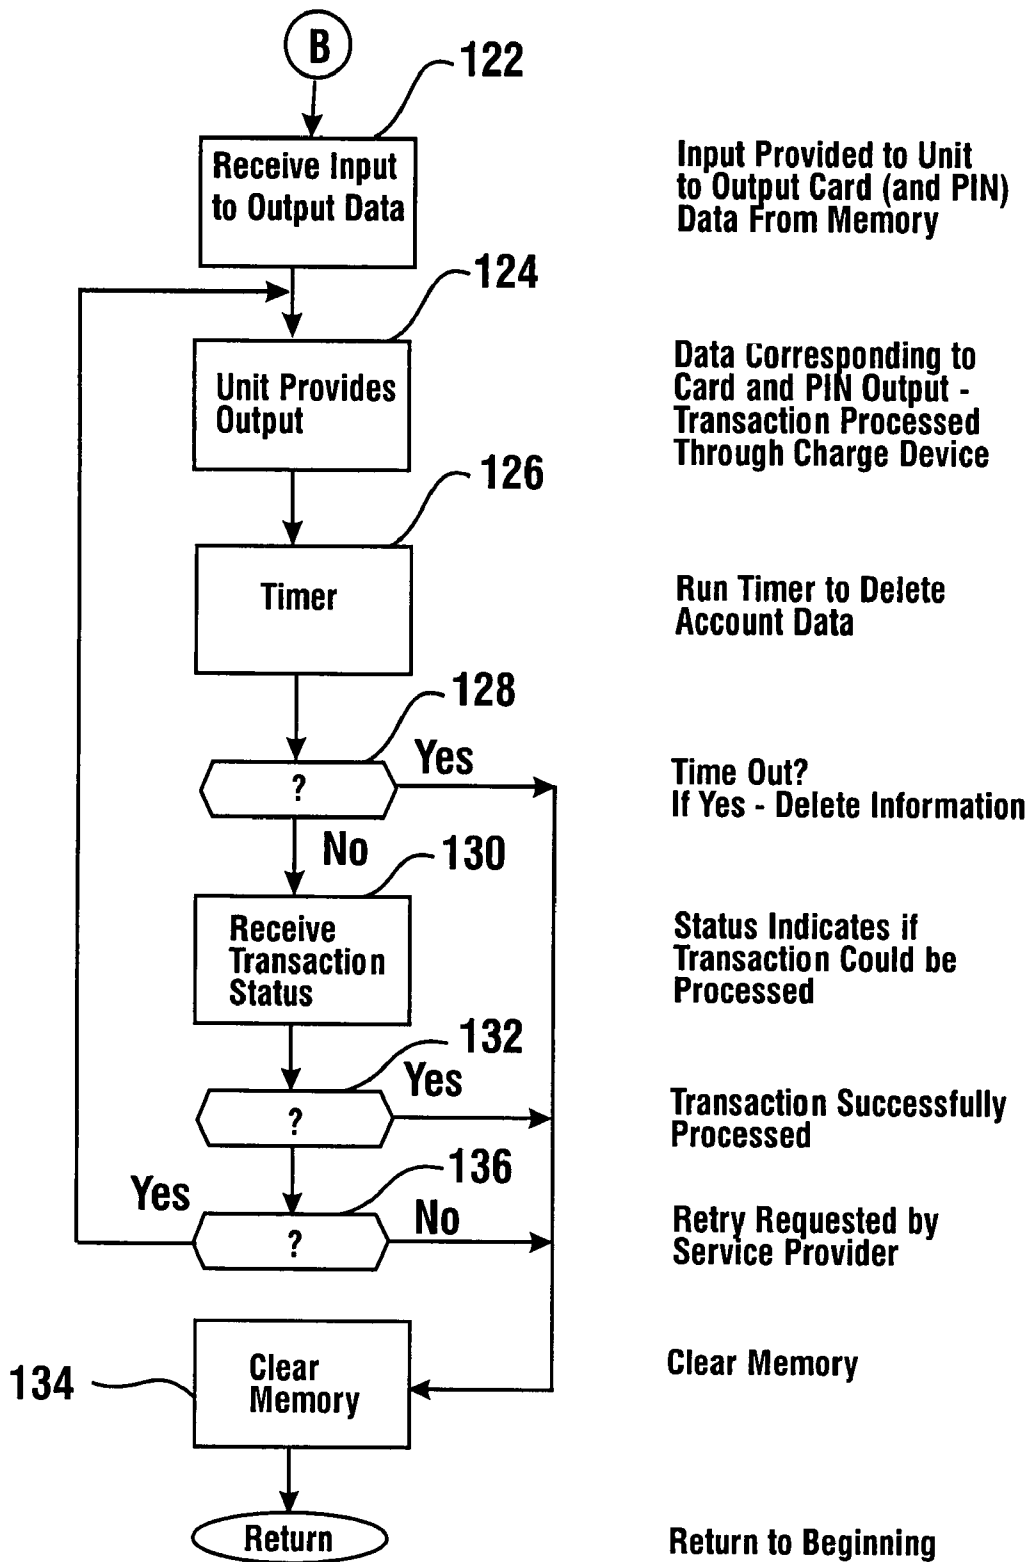 B
122
Receive Input
to Output Data
Input Provided to Unit
to Output Card (and PIN)
Data From Memory
124
Unit Provides
Output
Data Corresponding to
Card and PIN Output -
Transaction Processed
Through Charge Device
126
Timer
Run Timer to Delete
Account Data
128
?
Yes
No
Time Out?
If Yes - Delete Information
130
Receive
Transaction
Status
Status Indicates if
Transaction Could be
Processed
132
?
Yes
Transaction Successfully
Processed
136
Yes
?
No
Retry Requested by
Service Provider
134
Clear
Memory
Clear Memory
Return
Return to Beginning